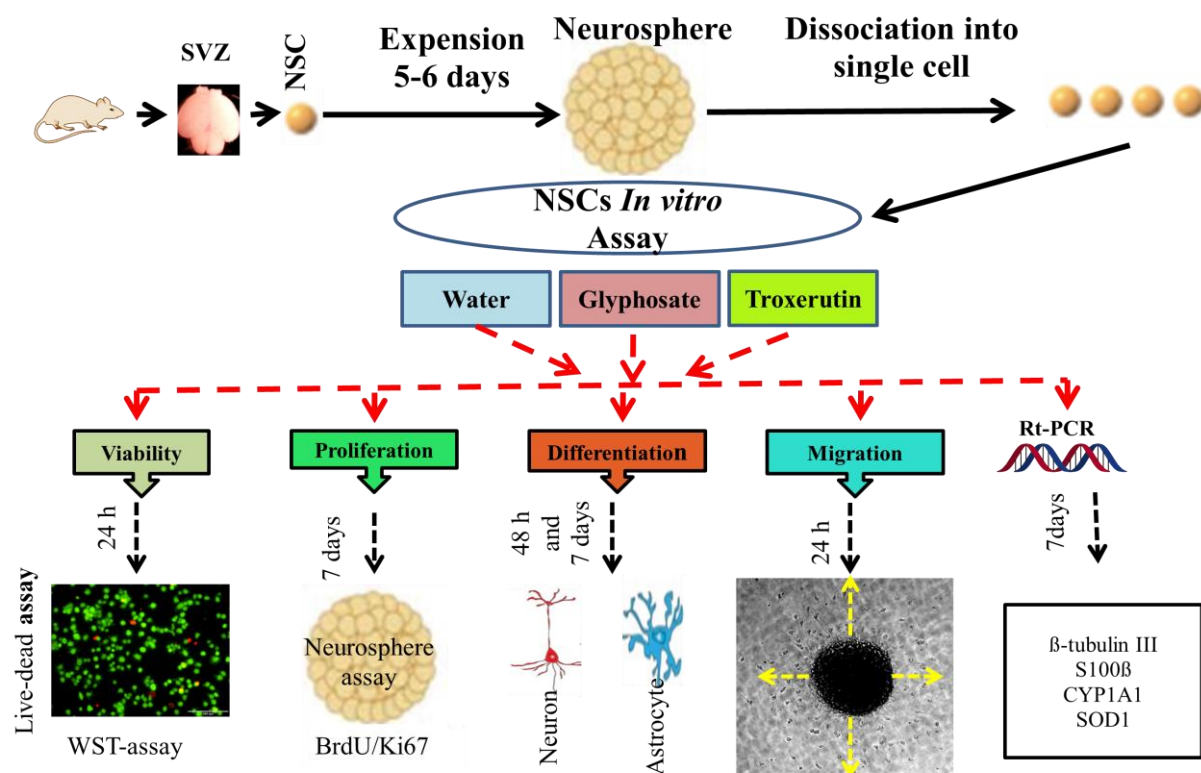 SVZ
NSC
Expension
5-6 days
Neurosphere
Dissociation into
single cell
NSCs In vitro
Assay
Water
Glyphosate
Troxerutin
Viability
Proliferation
Differentiation
Migration
Rt-PCR
24 h
7 days
48 h
and
7 days
24 h
7days
Live-dead assay
WST-assay
Neurosphere
assay
BrdU/Ki67
Neuron
Astrocyte
ß-tubulin III
S100ß
CYP1A1
SOD1